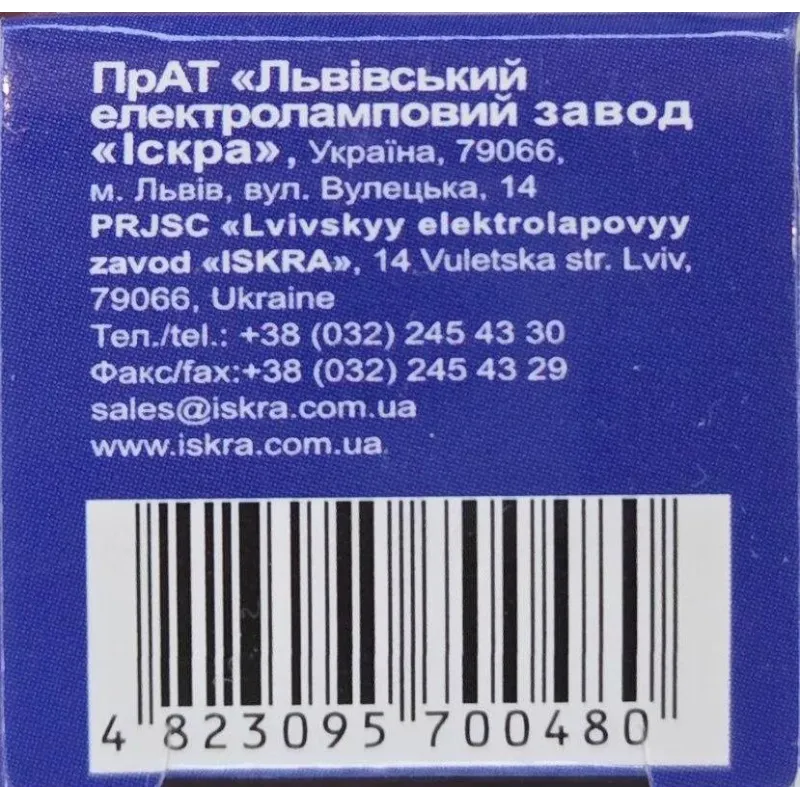 ПрАТ «Львівський
електроламповий завод
«Іскра», Україна, 79066,
м. Львів, вул. Вулецька, 14
PRJSC «Lvivskyy elektrolapovyy
zavod «ISKRA», 14 Vuletska str. Lviv,
79066, Ukraine
Тел./tel.: +38 (032) 245 43 30
Факс/fax:+38 (032) 245 43 29
sales@iskra.com.ua
www.iskra.com.ua
4 823095 700480